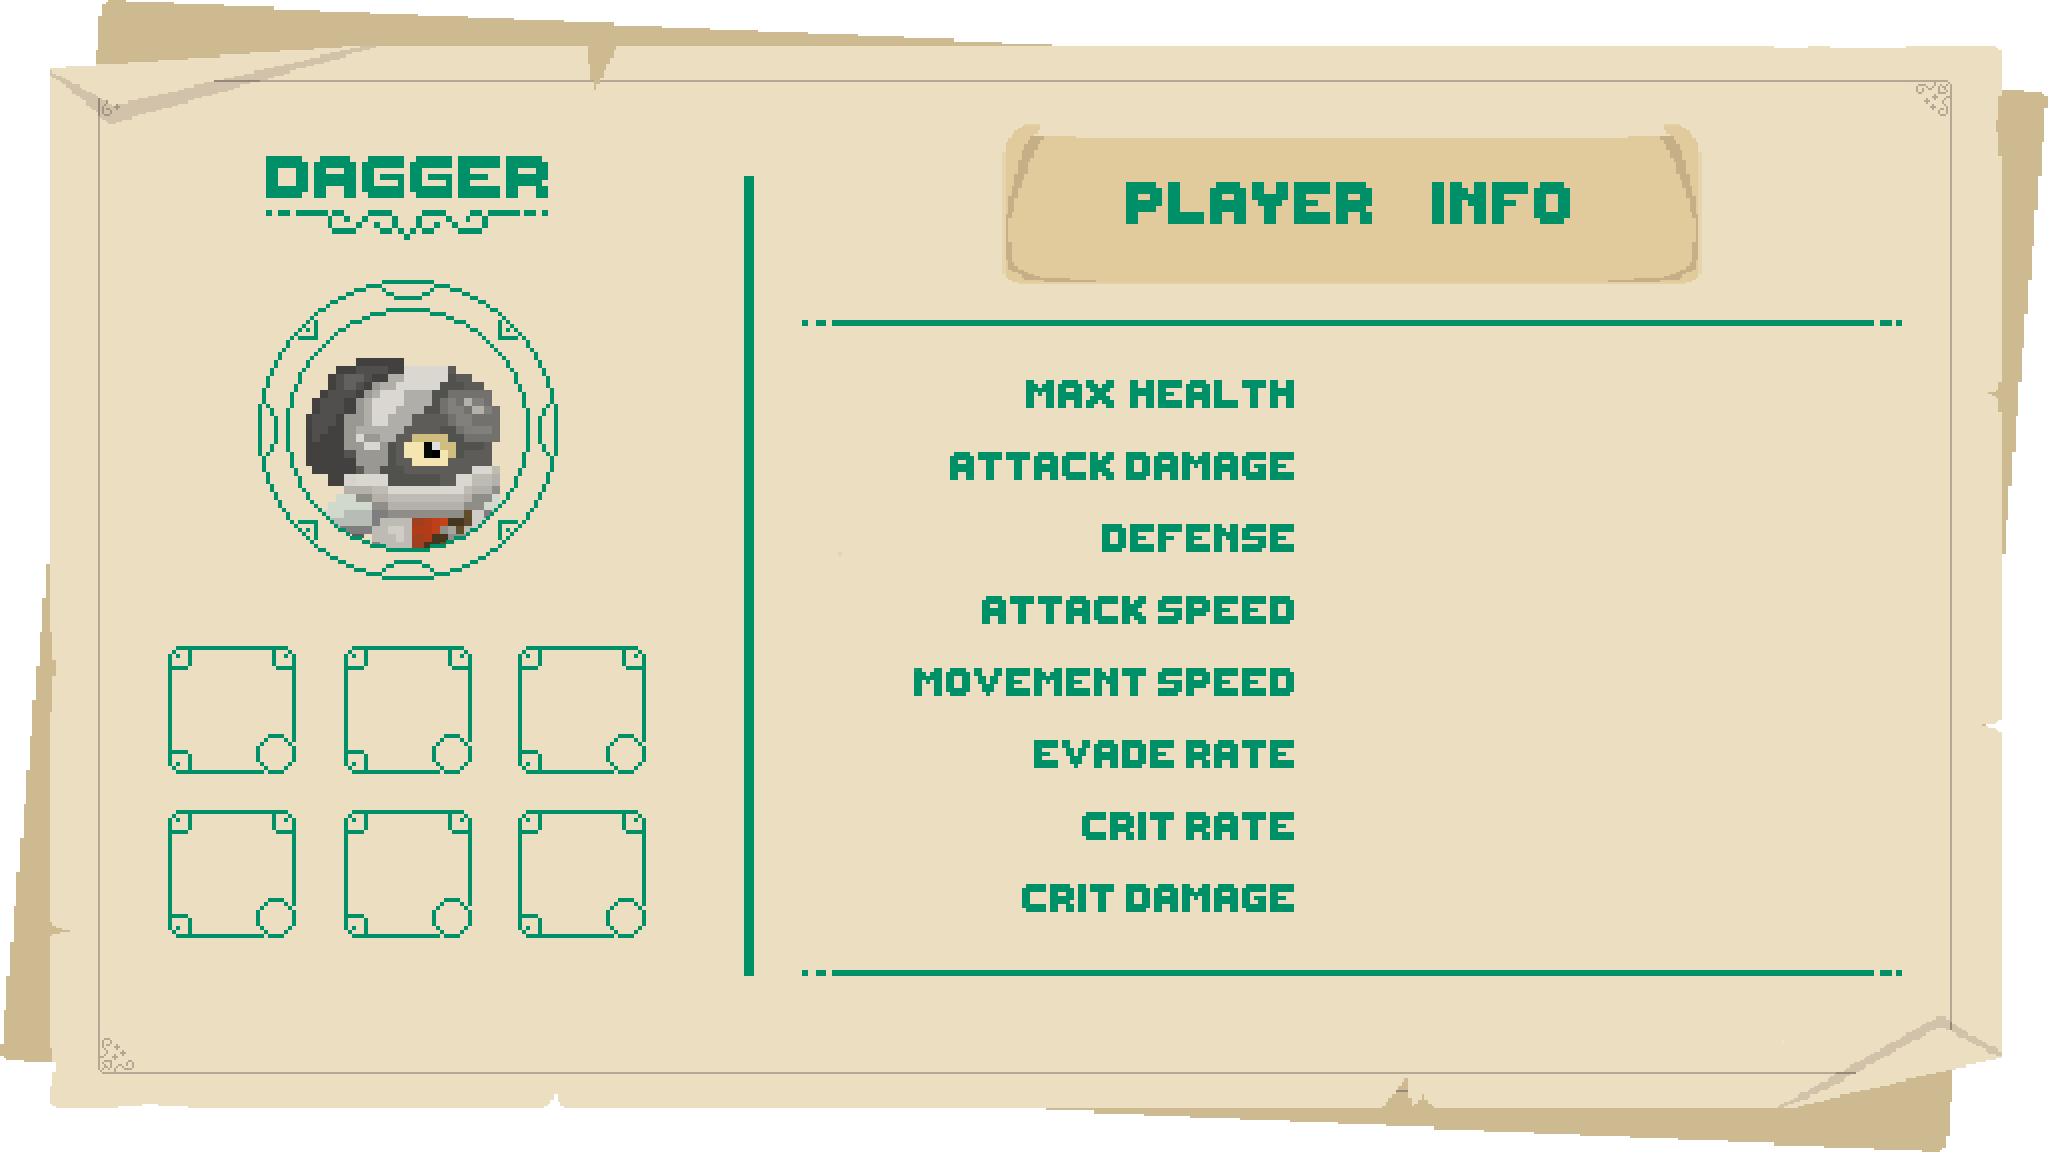 DAGGER
PLAYER INFO
MAX HEALTH
ATTACK DAMAGE
DEFENSE
ATTACK SPEED
MOVEMENT SPEED
EVADE RATE
CRIT RATE
CRIT DAMAGE